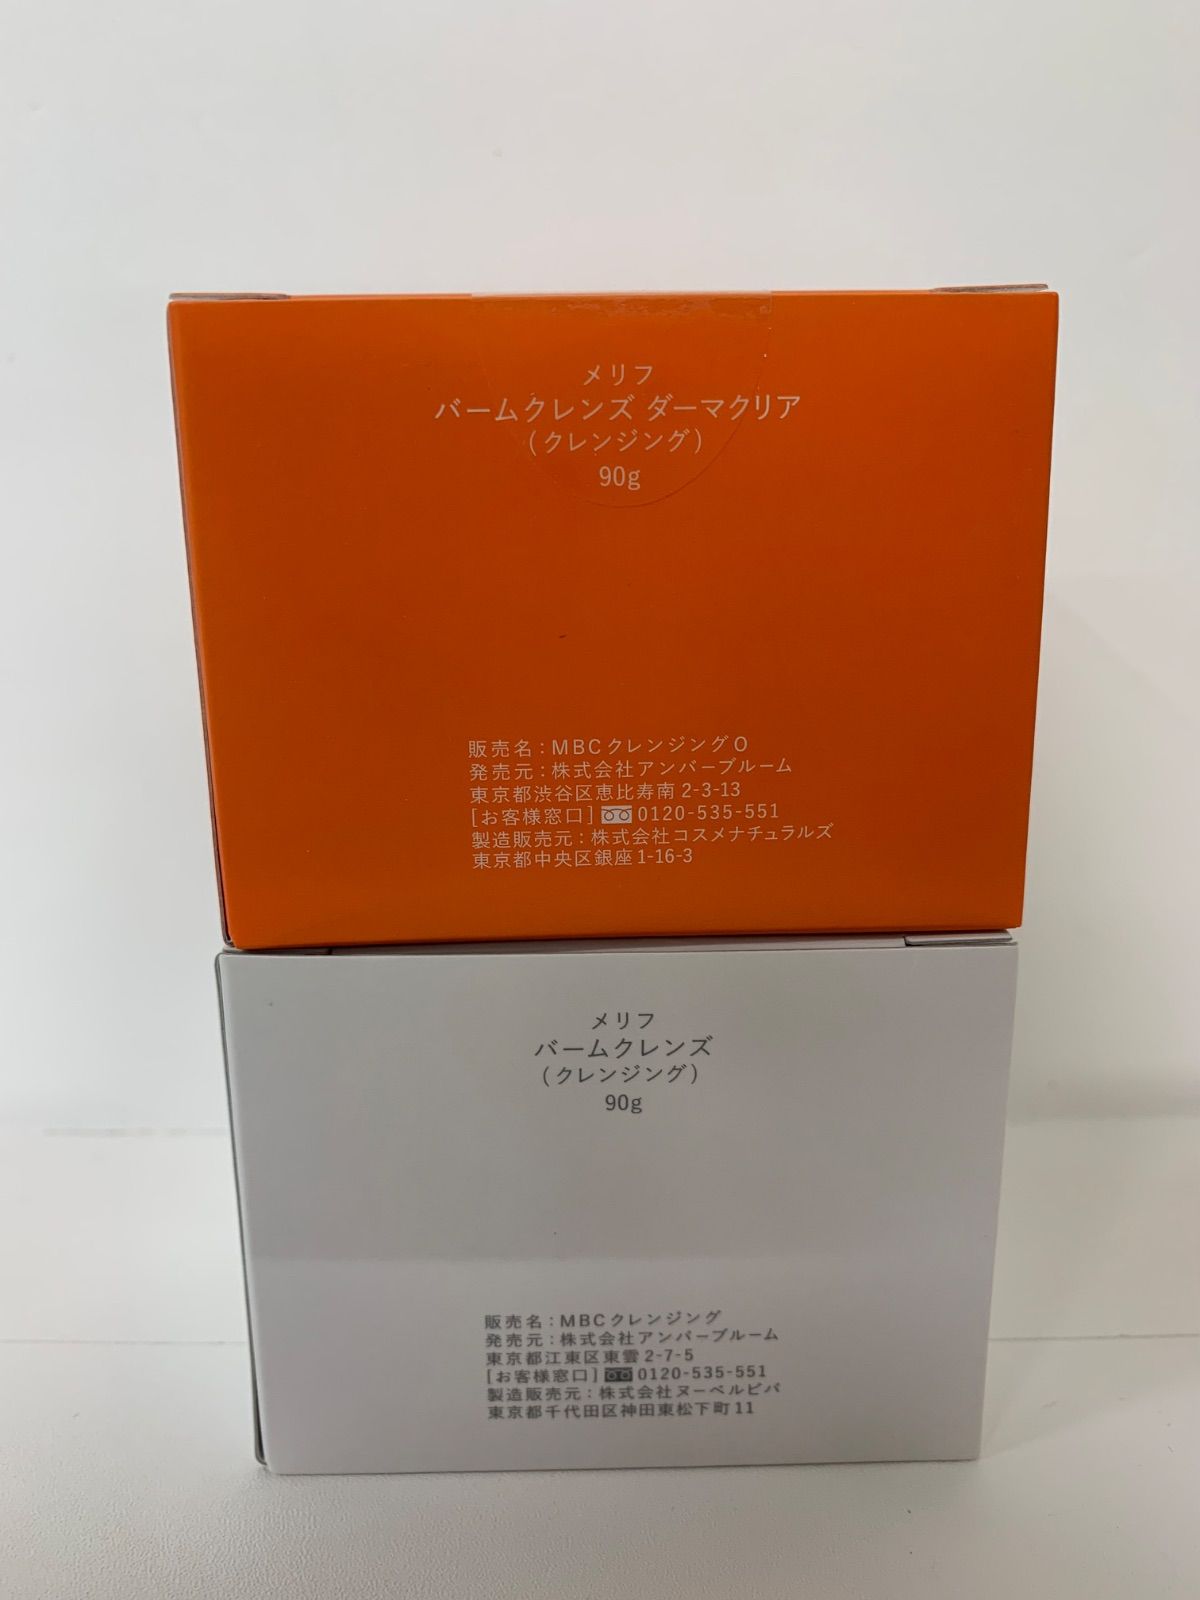 メリフ
バームクレンズ ダーマクリア
(クレンジング)
90g
販売名：MBCクレンジングO
発売元：株式会社アンバーブルーム
東京都渋谷区恵比寿南2-3-13
[お客様窓口] 0120-535-551
製造販売元：株式会社コスメナチュラルズ
東京都中央区銀座1-16-3
メリフ
バームクレンズ
(クレンジング)
90g
販売名：MBCクレンジング
発売元：株式会社アンバーブルーム
東京都江東区東雲2-7-5
[お客様窓口] 0120-535-551
製造販売元：株式会社ヌーベルビバ
東京都千代田区神田東松下町11